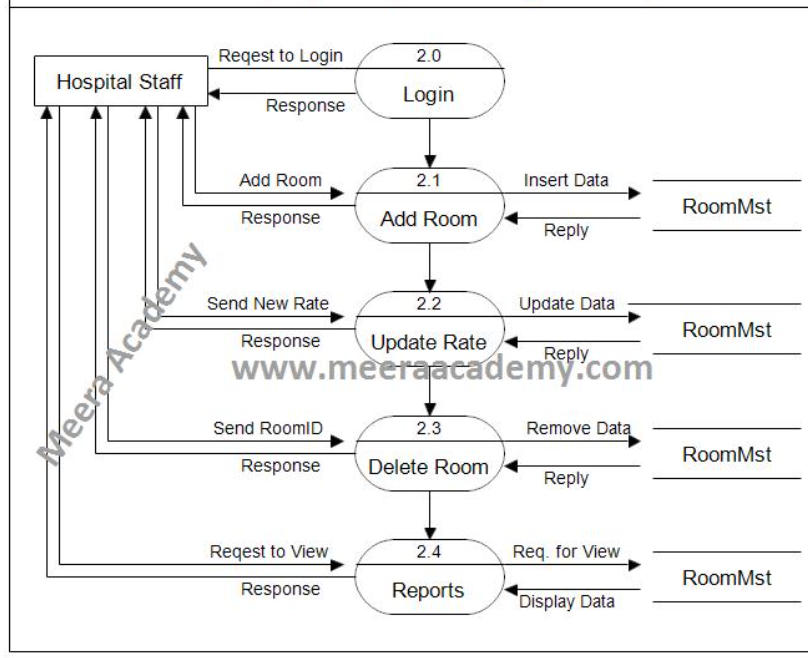 Reqest to Login
2.0
Hospital Staff
Login
Response
Add Room
2.1
Insert Data
Response
Add Room
Reply
RoomMst
Send New Rate
2.2
Update Data
Response
Update Rate
Reply
RoomMst
Meera Academy
www.meeraacademy.com
Send RoomID
2.3
Remove Data
Response
Delete Room
Reply
RoomMst
Reqest to View
2.4
Req. for View
Response
Reports
Display Data
RoomMst